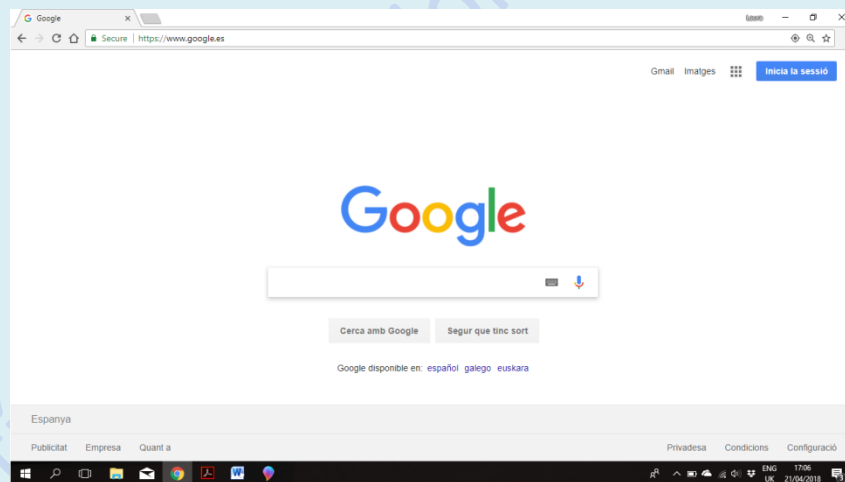 Google
Secure | https://www.google.es
Gmail Imatges Inicia la sessió
Google
Cerca amb Google Segur que tinc sort
Google disponible en: español galego euskara
Espanya
Publicitat Empresa Quant a Privadesa Condicions Configuració
ENG 17:06
UK 21/04/2018